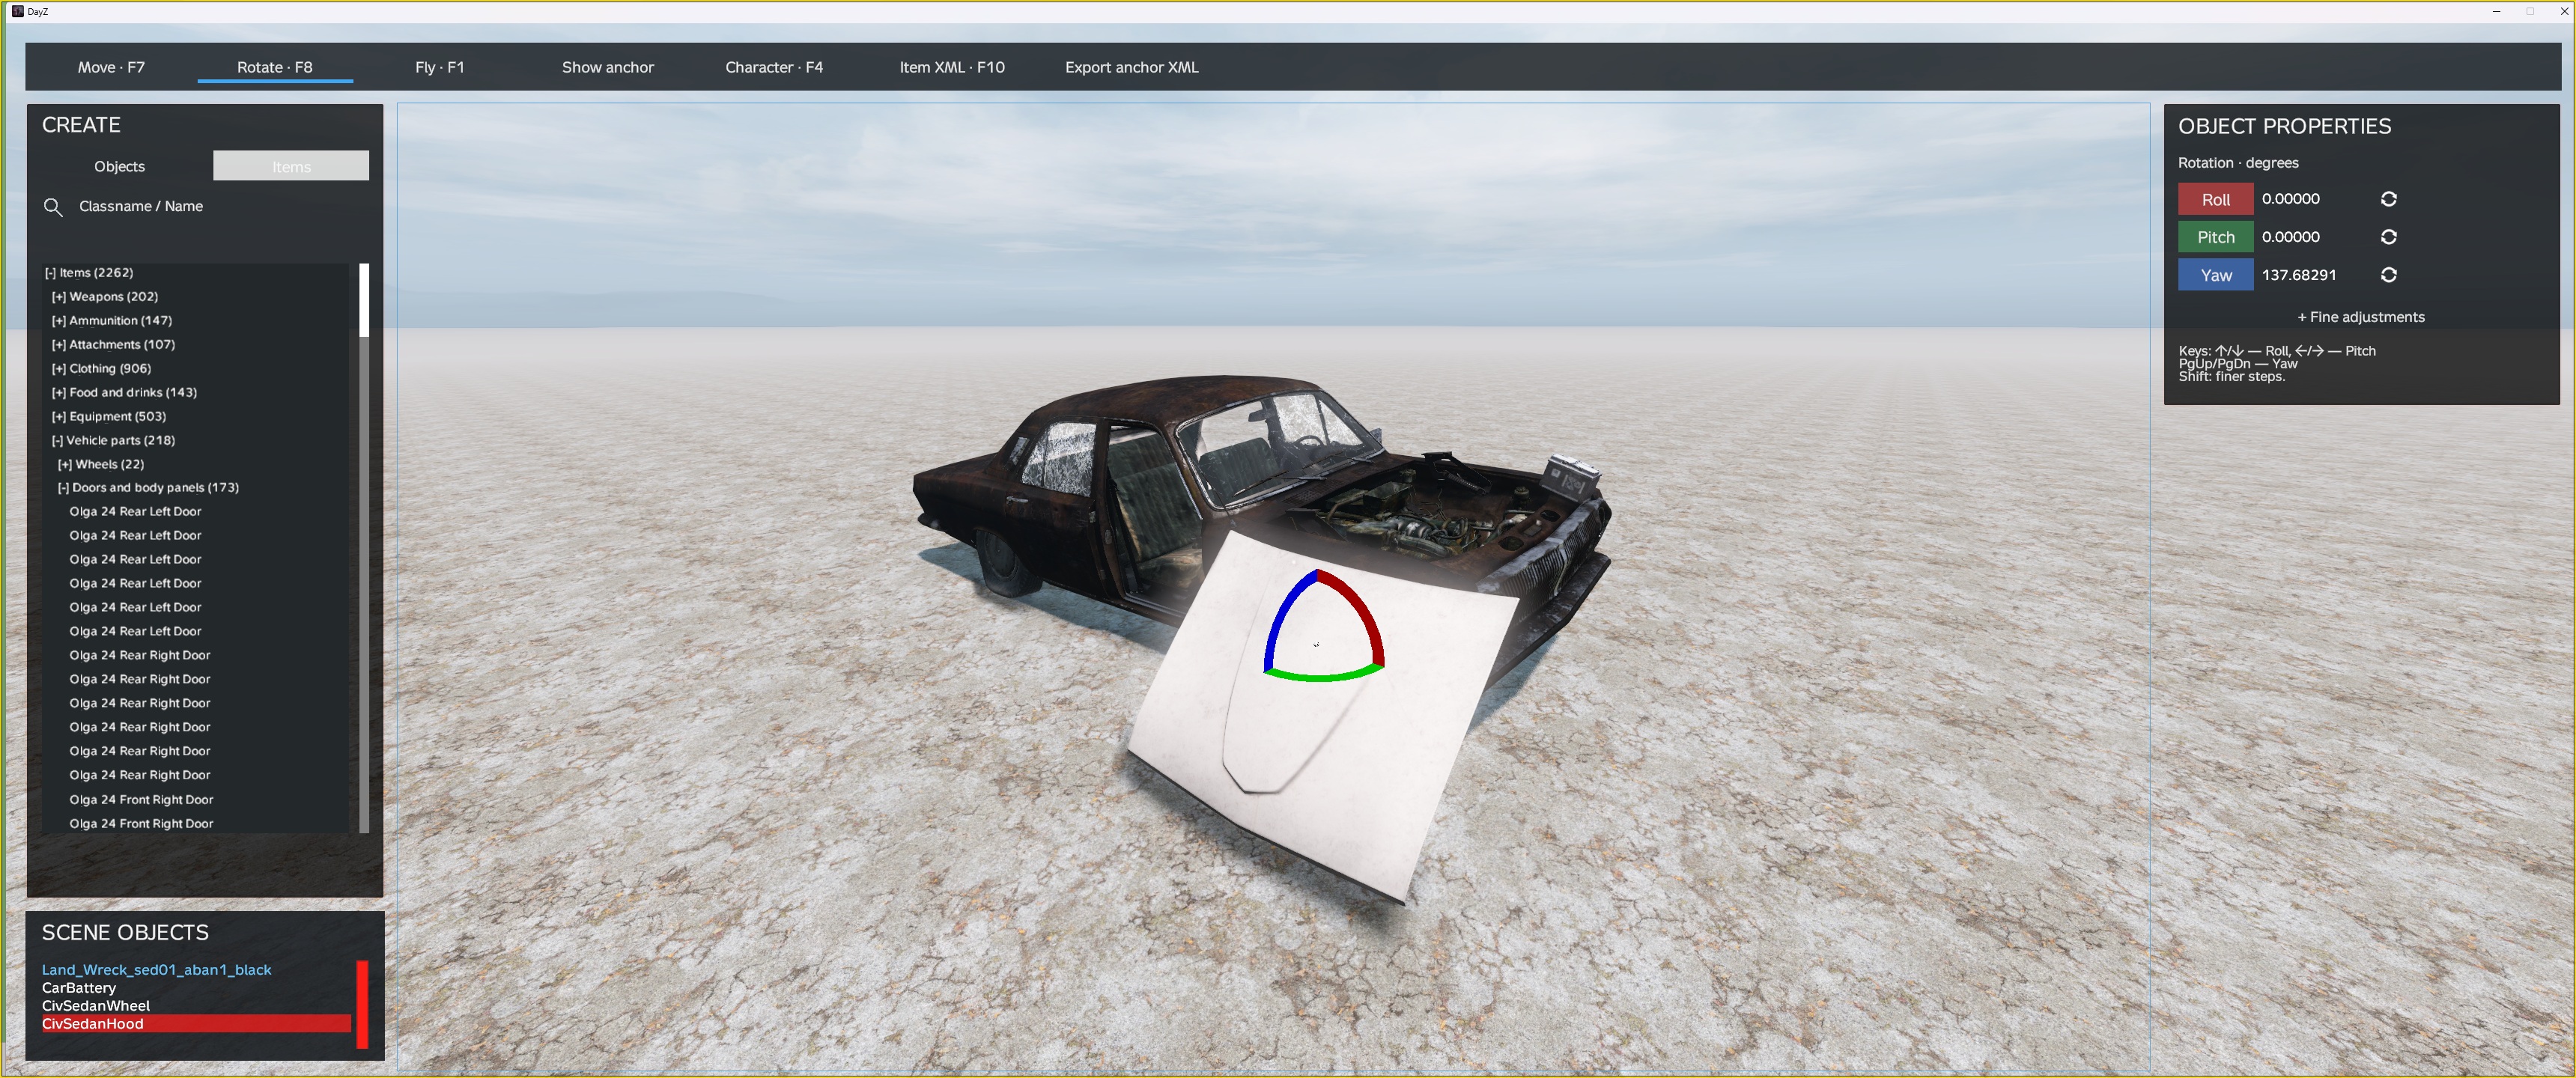 DayZ
Move · F7
Rotate · F8
Fly · F1
Show anchor
Character · F4
Item XML · F10
Export anchor XML
CREATE
Objects
Items
Classname / Name
[-] Items (2262)
[+] Weapons (202)
[+] Ammunition (147)
[+] Attachments (107)
[+] Clothing (906)
[+] Food and drinks (143)
[+] Equipment (503)
[-] Vehicle parts (218)
[+] Wheels (22)
[-] Doors and body panels (173)
Olga 24 Rear Left Door
Olga 24 Rear Left Door
Olga 24 Rear Left Door
Olga 24 Rear Left Door
Olga 24 Rear Left Door
Olga 24 Rear Left Door
Olga 24 Rear Right Door
Olga 24 Rear Right Door
Olga 24 Rear Right Door
Olga 24 Rear Right Door
Olga 24 Rear Right Door
Olga 24 Rear Right Door
Olga 24 Front Right Door
Olga 24 Front Right Door
SCENE OBJECTS
Land_Wreck_sed01_aban1_black
CarBattery
CivSedanWheel
CivSedanHood
OBJECT PROPERTIES
Rotation · degrees
Roll 0.00000
Pitch 0.00000
Yaw 137.68291
+ Fine adjustments
Keys: ↑/↓ — Roll, ←/→ — Pitch
PgUp/PgDn — Yaw
Shift: finer steps.